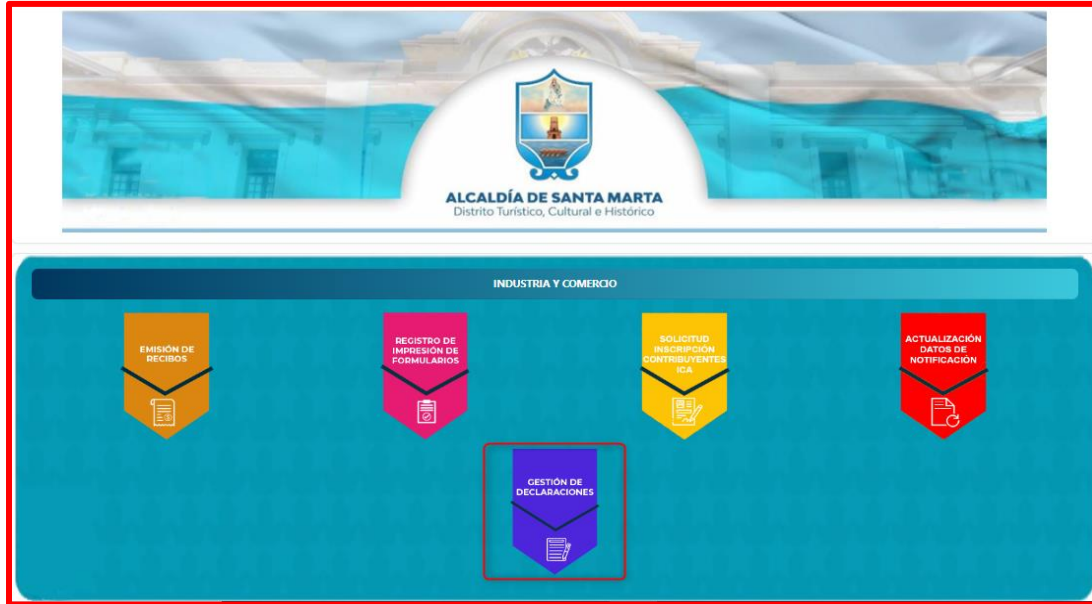 ALCALDÍA DE SANTA MARTA
Distrito Turístico, Cultural e Histórico
INDUSTRIA Y COMERCIO
EMISIÓN DE
RECIBOS
REGISTRO DE
IMPRESIÓN DE
FORMULARIOS
SOLICITUD
INSCRIPCIÓN
CONTRIBUYENTES
ICA
ACTUALIZACIÓN
DATOS DE
NOTIFICACIÓN
GESTIÓN DE
DECLARACIONES